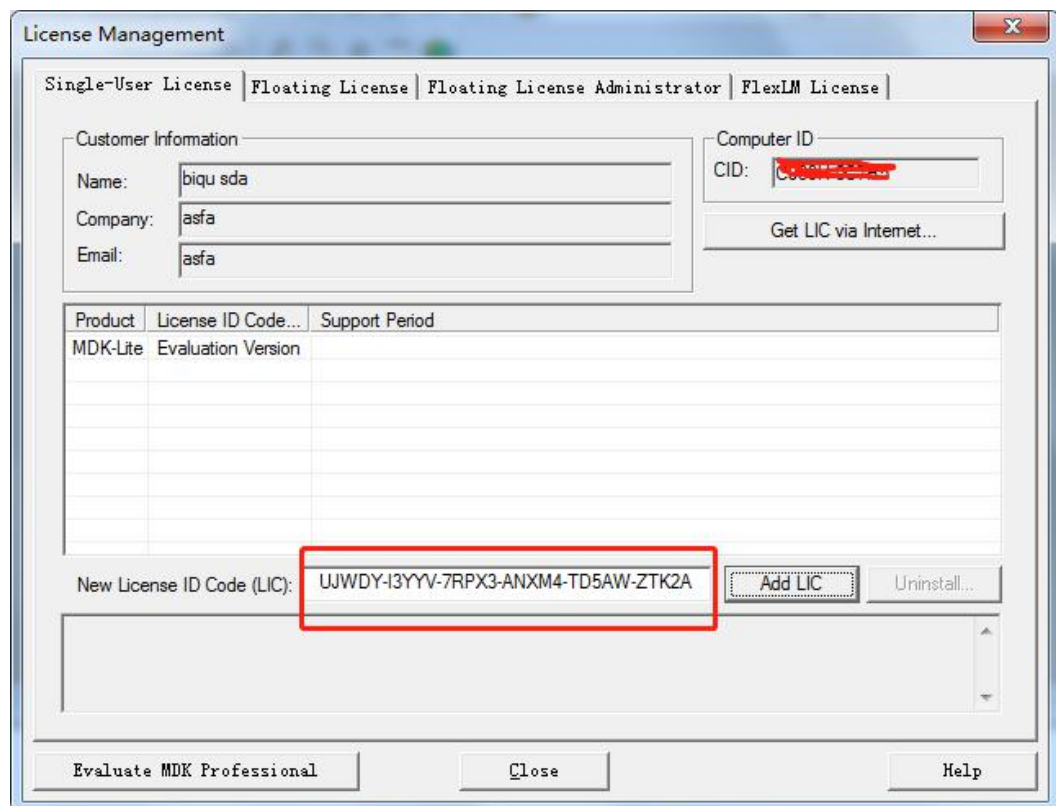 License Management
Single-User License Floating License Floating License Administrator FlexLM License
Customer Information
Name: biqu sda
Company: asfa
Email: asfa
Computer ID
CID:
Get LIC via Internet...
Product License ID Code... Support Period
MDK-Lite Evaluation Version
New License ID Code (LIC): UJWDY-I3YYV-7RPX3-ANXM4-TD5AW-ZTK2A Add LIC Uninstall...
Evaluate MDK Professional Close Help